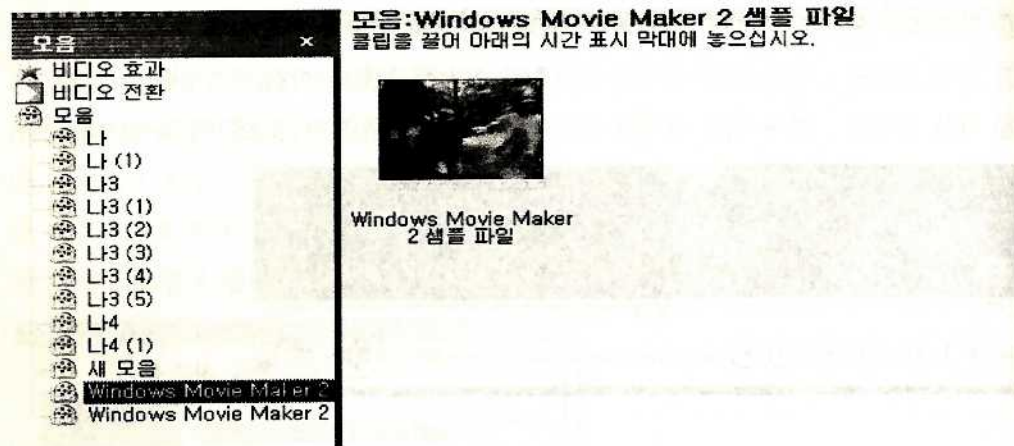 모음
비디오 효과
비디오 전환
모음
나
나 (1)
나3
나3 (1)
나3 (2)
나3 (3)
나3 (4)
나3 (5)
나4
나4 (1)
새 모음
Windows Movie Maker 2
Windows Movie Maker 2
모음:Windows Movie Maker 2 샘플 파일
클립을 끌어 아래의 시간 표시 막대에 놓으십시오.
Windows Movie Maker
2 샘플 파일